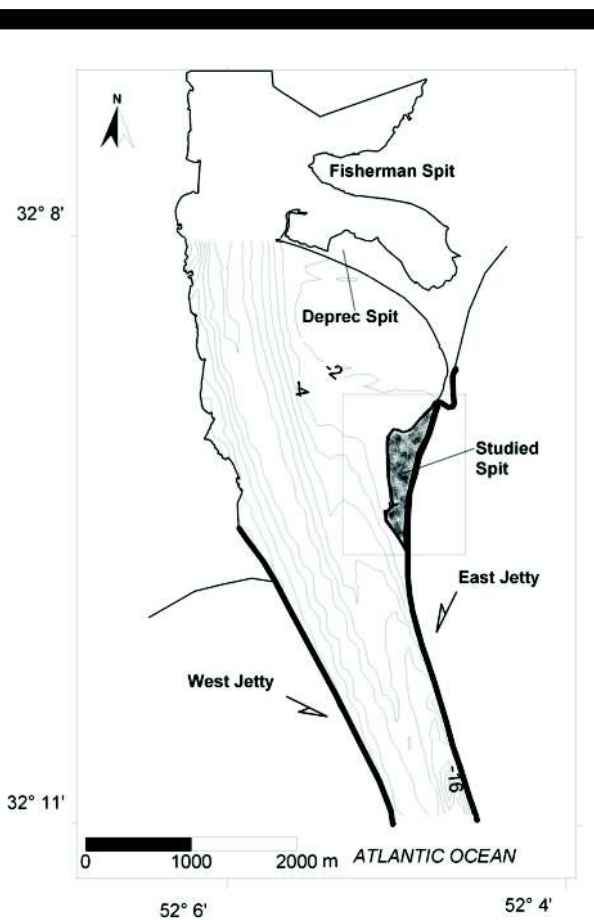 N
Fisherman Spit
32° 8'
Deprec Spit
-2
-4
Studied
Spit
East Jetty
West Jetty
-16
32° 11'
0 1000 2000 m
ATLANTIC OCEAN
52° 6'
52° 4'